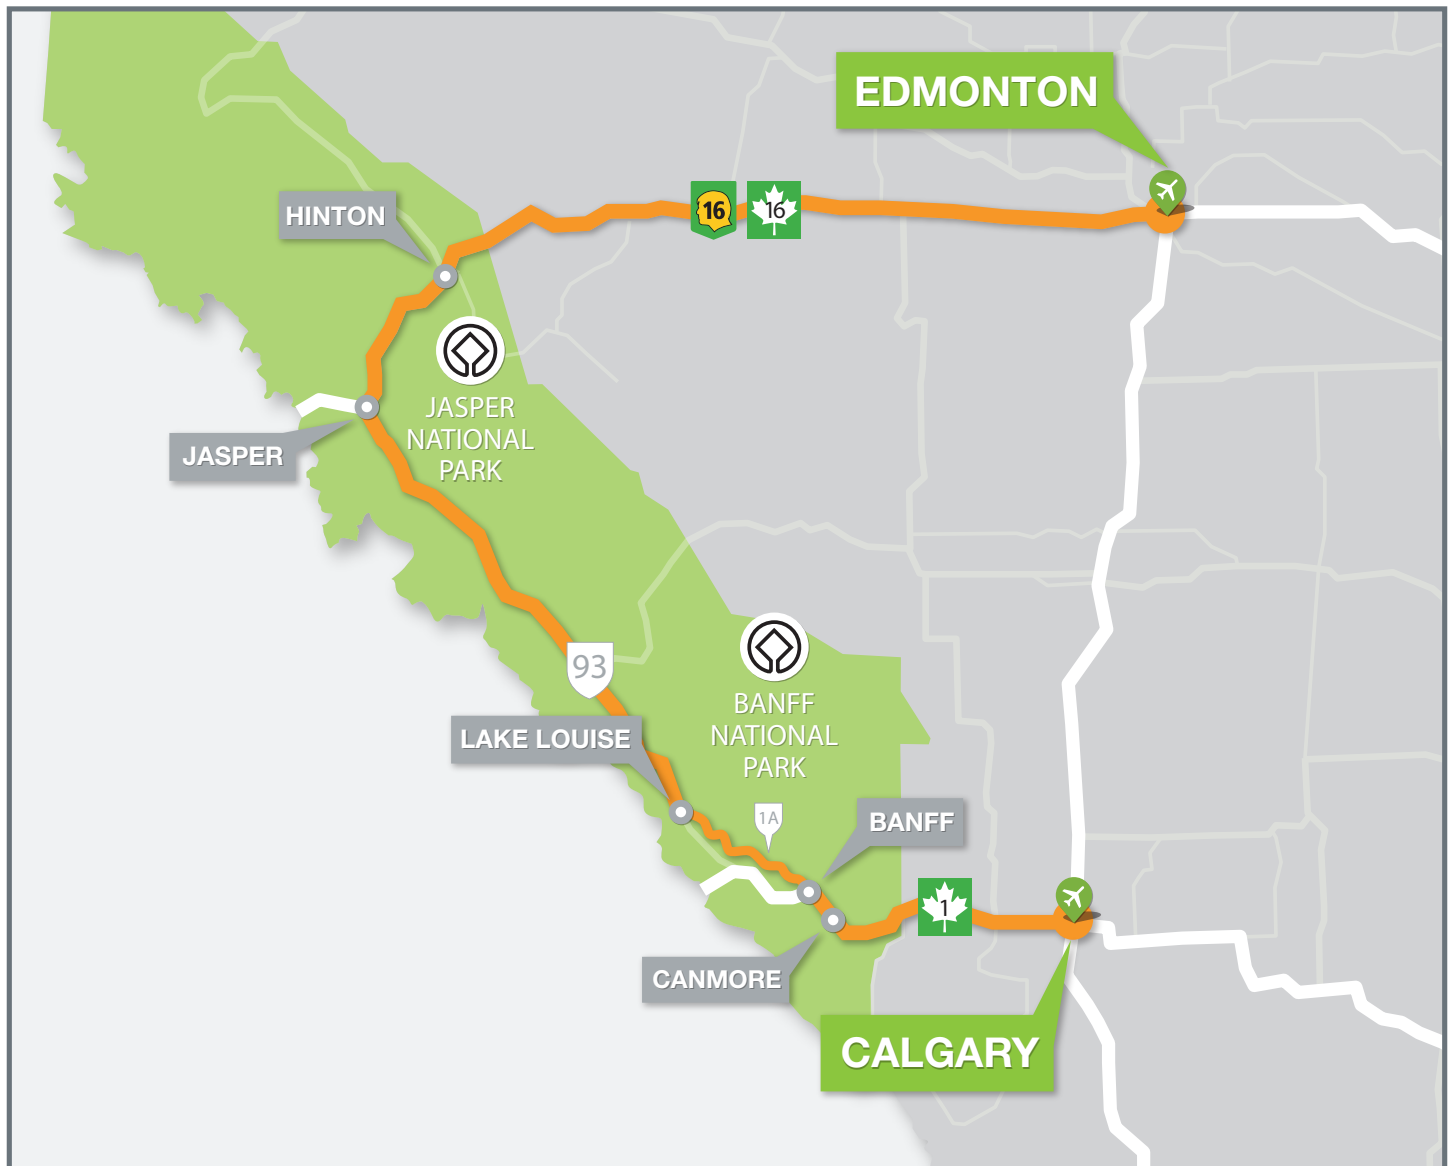 EDMONTON
HINTON
16
16
JASPER
NATIONAL
PARK
JASPER
93
BANFF
NATIONAL
PARK
LAKE LOUISE
1A
BANFF
1
CANMORE
CALGARY